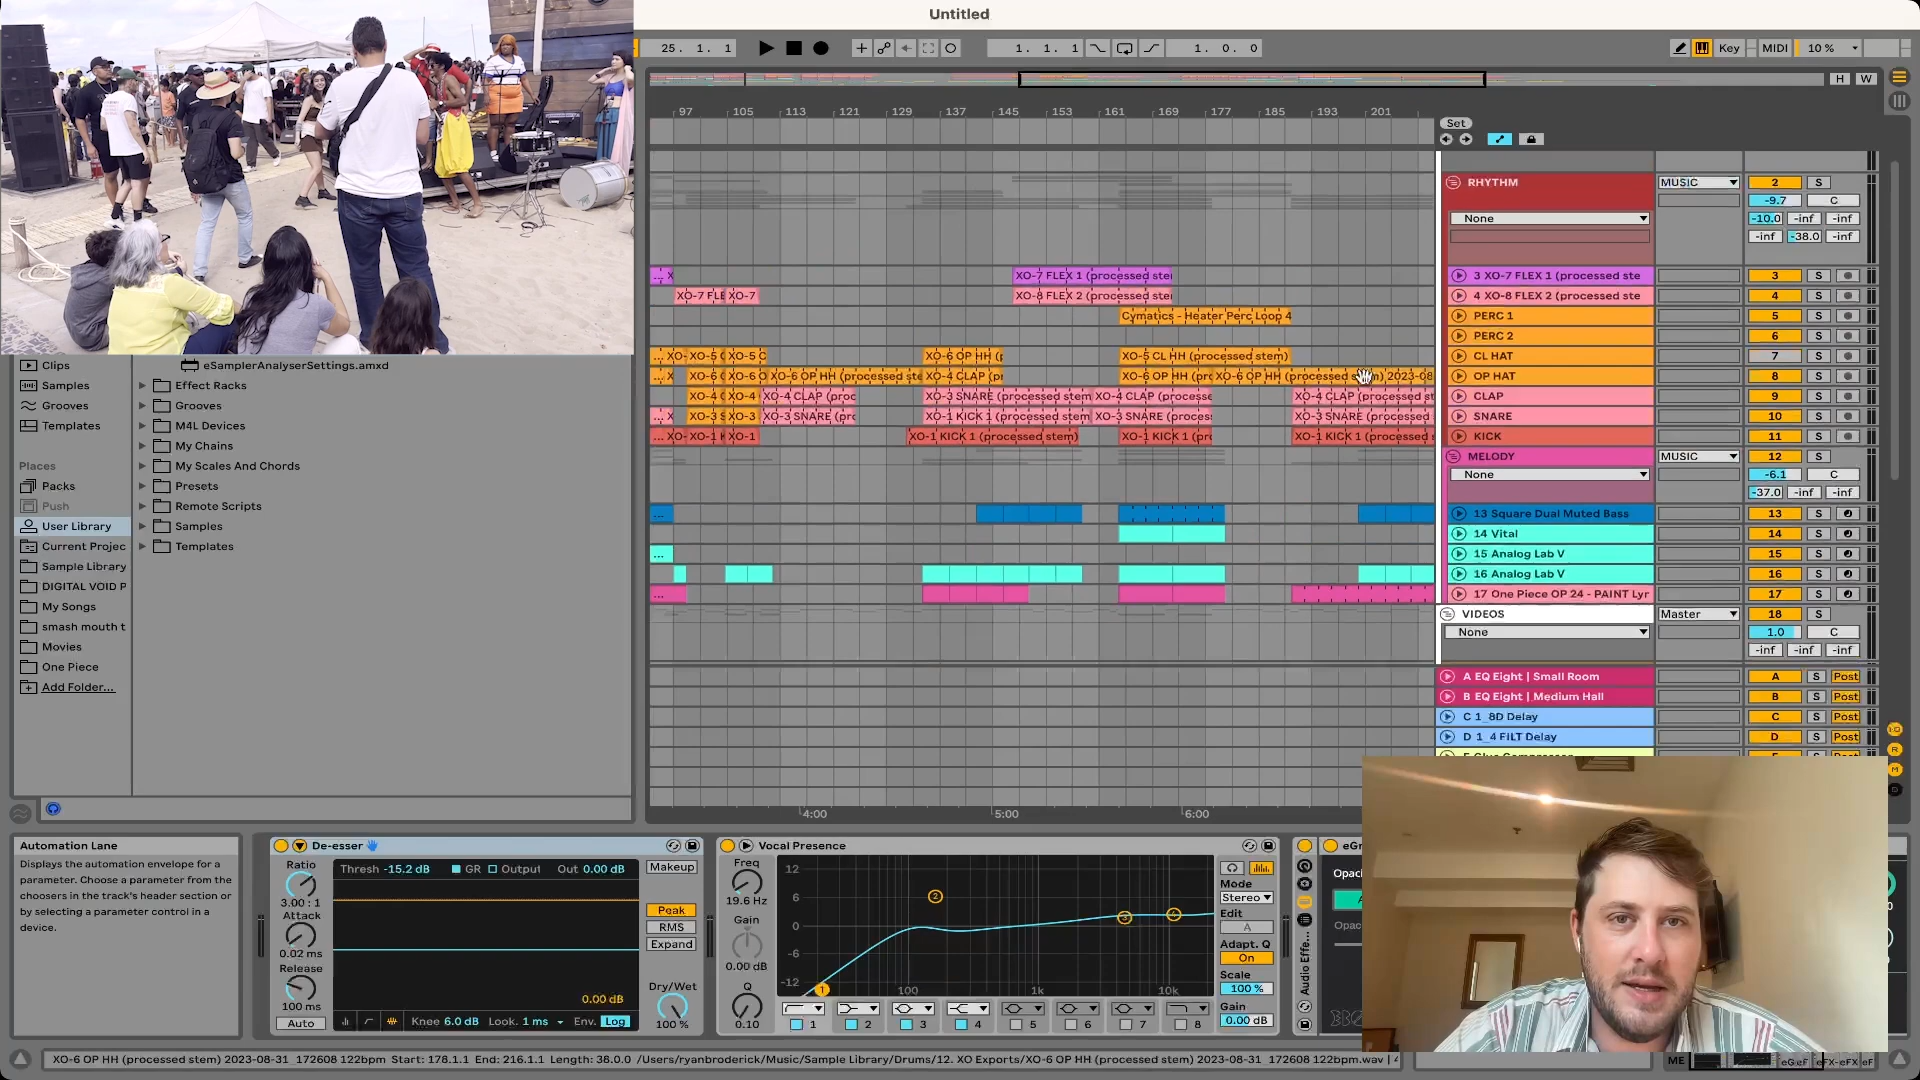 Untitled
25. 1. 1
1. 1. 1
1. 0. 0
Key
MIDI
10 %
H
W
97
105
113
121
129
137
145
153
161
169
177
185
193
201
Set
RHYTHM
MUSIC
2
S
-9.7
C
None
-10.0
-inf
-inf
-inf
-38.0
-inf
... X
XO-7 FLEX 1 (processed ste
3 XO-7 FLEX 1 (processed ste
3
S
XO-7 FLE
XO-7
XO-8 FLEX 2 (processed ste
4 XO-8 FLEX 2 (processed ste
4
S
Cymatics - Heater Perc Loop 4
PERC 1
5
S
PERC 2
6
S
... XO-
XO-5 C
XO-5 C
XO-6 OP HH (p
XO-5 CL HH (processed stem)
CL HAT
7
S
... X
XO-6
XO-6 O
XO-6 OP HH (processed ste
XO-4 CLAP (pr
XO-6 OP HH (pro
XO-6 OP HH (processed stem) 2023-08
OP HAT
8
S
XO-4 C
XO-4
XO-4 CLAP (proc
XO-3 SNARE (processed stem
XO-4 CLAP (processe
XO-4 CLAP (processed st
CLAP
9
S
... X
XO-3 S
XO-3
XO-3 SNARE (pro
XO-1 KICK 1 (processed stem
XO-3 SNARE (process
XO-3 SNARE (processed
SNARE
10
S
... XO-
XO-1 K
XO-1
XO-1 KICK 1 (processed stem)
XO-1 KICK 1 (pro
XO-1 KICK 1 (processed
KICK
11
S
MELODY
MUSIC
12
S
None
-6.1
C
-37.0
-inf
-inf
...
13 Square Dual Muted Bass
13
S
14 Vital
14
S
...
15 Analog Lab V
15
S
16 Analog Lab V
16
S
...
17 One Piece OP 24 - PAINT Lyr
17
S
VIDEOS
Master
18
S
None
1.0
C
-inf
-inf
-inf
A EQ Eight | Small Room
A
S
Post
B EQ Eight | Medium Hall
B
S
Post
C 1_8D Delay
C
S
Post
D 1_4 FILT Delay
D
S
Post
4:00
5:00
6:00
Clips
Samples
Grooves
Templates
Places
Packs
Push
User Library
Current Projec
Sample Library
DIGITAL VOID P
My Songs
smash mouth t
Movies
One Piece
Add Folder...
eSamplerAnalyserSettings.amxd
Effect Racks
Grooves
M4L Devices
My Chains
My Scales And Chords
Presets
Remote Scripts
Samples
Templates
Automation Lane
Displays the automation envelope for a
parameter. Choose a parameter from the
choosers in the track's header section or
by selecting a parameter control in a
device.
De-esser
Ratio
3.00 : 1
Attack
0.02 ms
Release
100 ms
Auto
Thresh -15.2 dB
GR
Output
Out 0.00 dB
0.00 dB
Knee 6.0 dB
Look. 1 ms
Env.
Log
Makeup
Peak
RMS
Expand
Dry/Wet
100 %
Vocal Presence
Freq
19.6 Hz
Gain
0.00 dB
Q
0.10
12
6
0
-6
-12
100
1k
10k
1
2
3
4
1
2
3
4
5
6
7
8
Mode
Stereo
Edit
A
Adapt. Q
On
Scale
100 %
Gain
0.00 dB
Audio Effe...
eGr
Opaci
Opac
XO-6 OP HH (processed stem) 2023-08-31_172608 122bpm Start: 178.1.1 End: 216.1.1 Length: 38.0.0 /Users/ryanbroderick/Music/Sample Library/Drums/12. XO Exports/XO-6 OP HH (processed stem) 2023-08-31_172608 122bpm.wav
ME